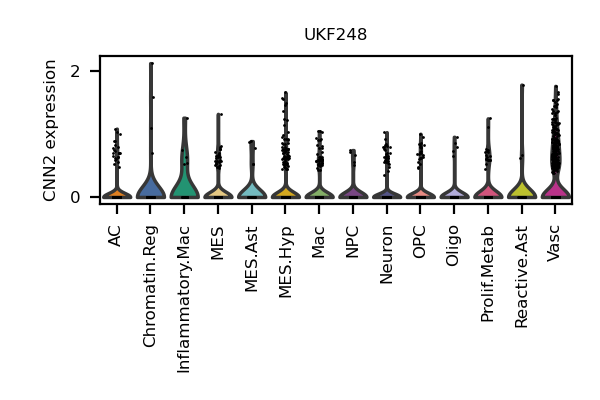 UKF248
CNN2 expression
2
0
AC
Chromatin.Reg
Inflammatory.Mac
MES
MES.Ast
MES.Hyp
Mac
NPC
Neuron
OPC
Oligo
Prolif.Metab
Reactive.Ast
Vasc